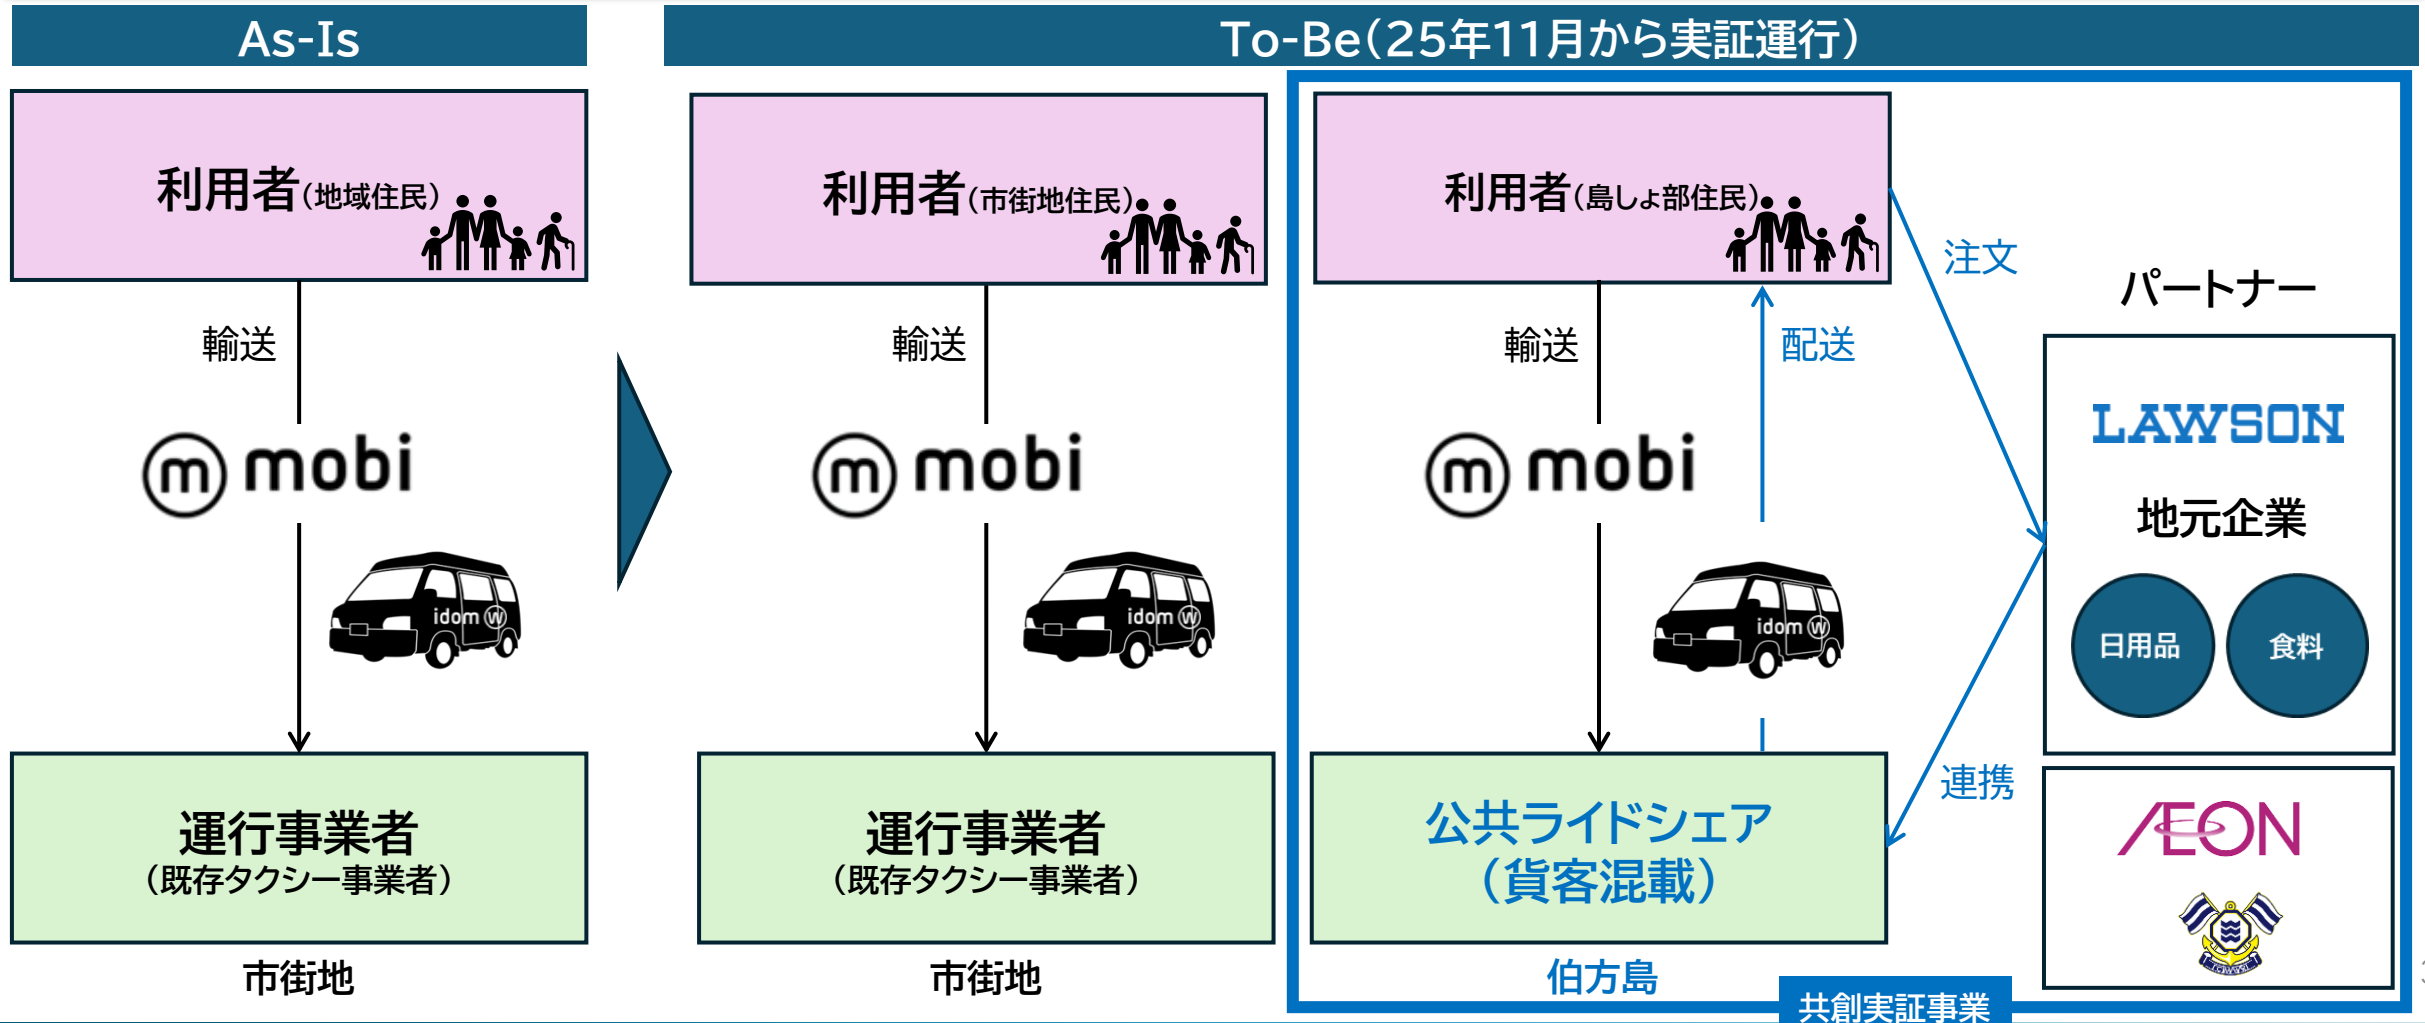 As-Is
利用者(地域住民)
輸送
m mobi
idom w
運行事業者
(既存タクシー事業者)
市街地
To-Be(25年11月から実証運行)
利用者(市街地住民)
輸送
m mobi
idom w
運行事業者
(既存タクシー事業者)
市街地
利用者(島しょ部住民)
輸送
配送
注文
m mobi
idom w
連携
公共ライドシェア
(貨客混載)
伯方島
パートナー
LAWSON
地元企業
日用品
食料
ÆON
共創実証事業